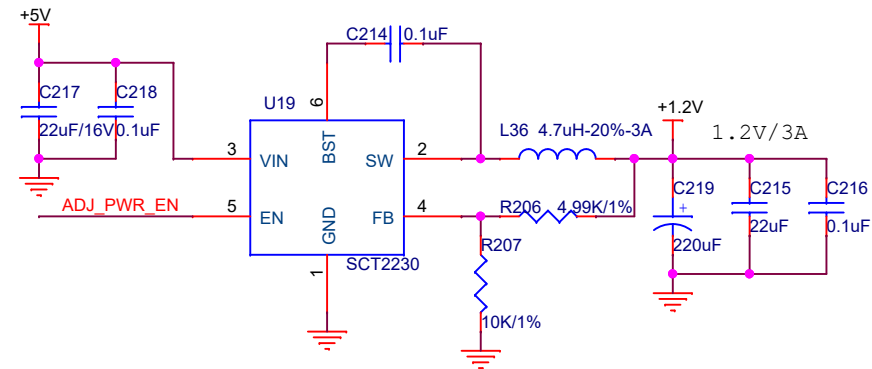 +5V
C214 0.1uF
C217 C218
22uF/16V 0.1uF
U19
6
BST
L36 4.7uH-20%-3A
+1.2V
1.2V/3A
3 VIN SW 2
ADJ_PWR_EN 5 EN FB 4
GND
1
SCT2230
R206 4.99K/1%
R207
10K/1%
C219 C215 C216
+
220uF 22uF 0.1uF